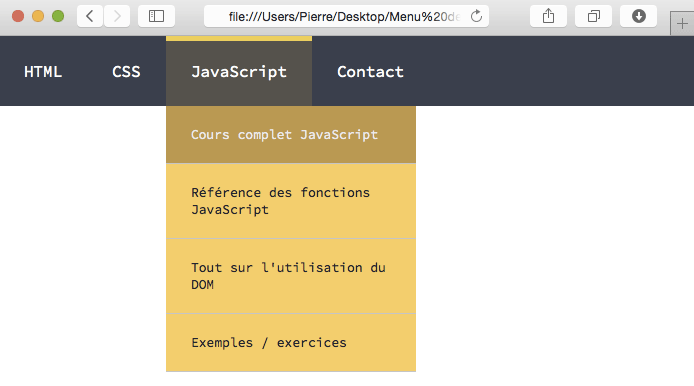 file:///Users/Pierre/Desktop/Menu%20de
HTML CSS JavaScript Contact
Cours complet JavaScript
Référence des fonctions
JavaScript
Tout sur l'utilisation du
DOM
Exemples / exercices